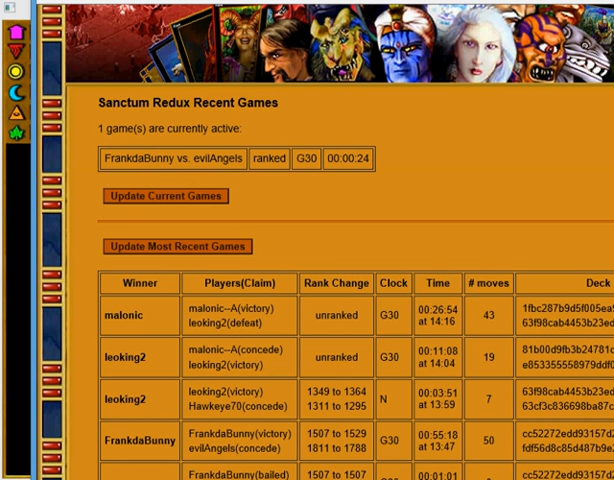 Sanctum Redux Recent Games
1 game(s) are currently active:
FrankdaBunny vs. evilAngels ranked G30 00:00:24
Update Current Games
Update Most Recent Games
Winner Players(Claim) Rank Change Clock Time # moves Deck
malonic malonic--A(victory) leoking2(defeat) unranked G30 00:26:54 at 14:16 43 1fbc287b9d5f005ea9 63f98cab4453b23ed
leoking2 malonic--A(concede) leoking2(victory) unranked G30 00:11:08 at 14:04 19 81b00d9fb3b24781c e853355558979ddf0
leoking2 leoking2(victory) Hawkeye70(concede) 1349 to 1364 1311 to 1295 N 00:03:51 at 13:59 7 63f98cab4453b23ed 63cf3c836698ba87c
FrankdaBunny FrankdaBunny(victory) evilAngels(concede) 1507 to 1529 1811 to 1788 G30 00:55:18 at 13:47 50 cc52272edd93157d2 fdf56d8c85d487b9e
FrankdaBunny(bailed) 1507 to 1507 00:01:01 cc52272edd93157d2